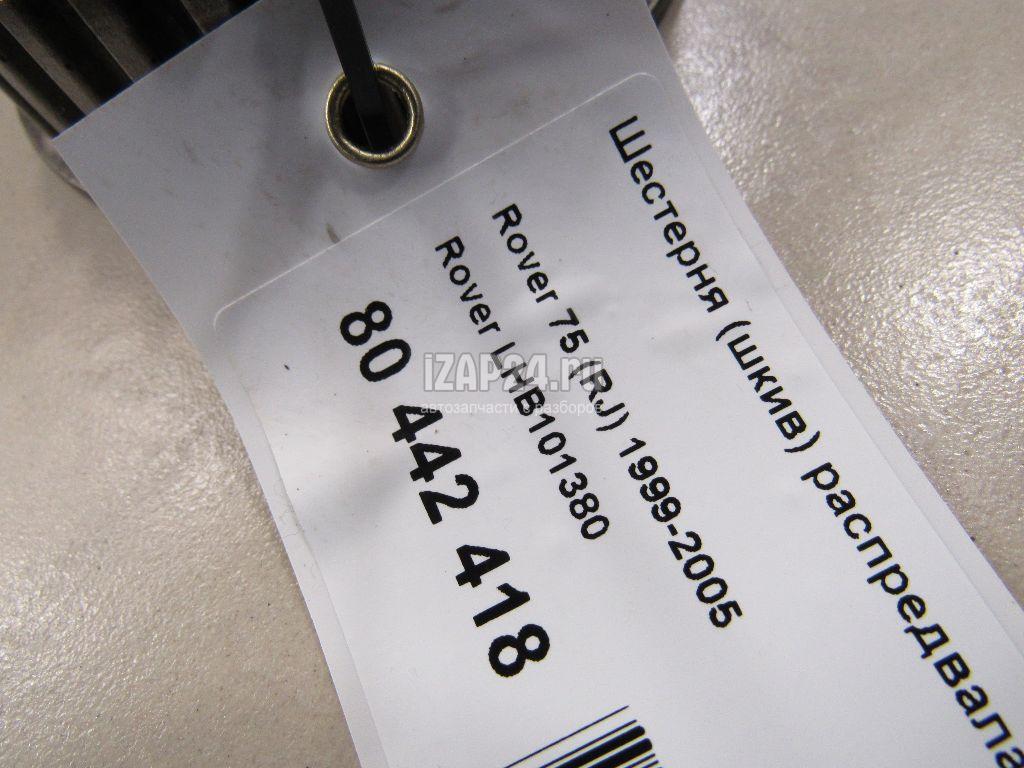 Шестерня (шкив) распредвала
Rover 75 (RJ) 1999-2005
Rover LHB101380
80 442 418
iZAP24.ru
автозапчасти с разборов